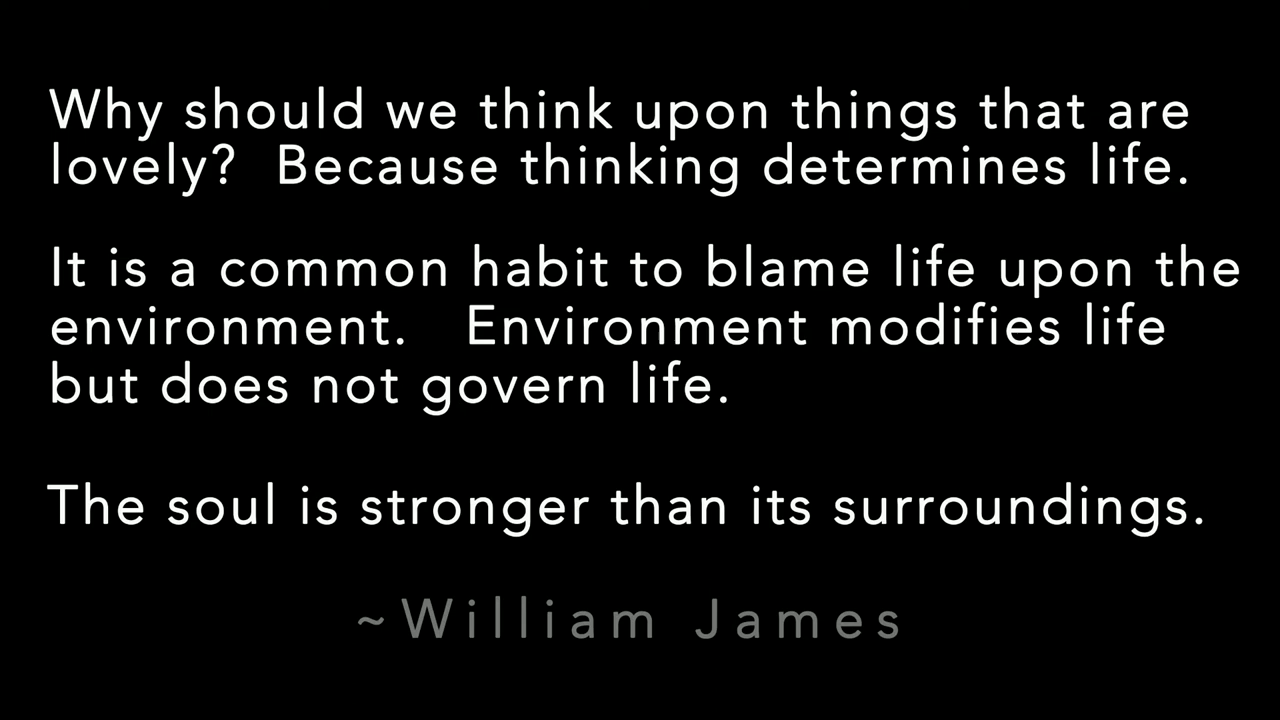 Why should we think upon things that are
lovely?  Because thinking determines life.
It is a common habit to blame life upon the
environment.   Environment modifies life
but does not govern life.
The soul is stronger than its surroundings.
~William James